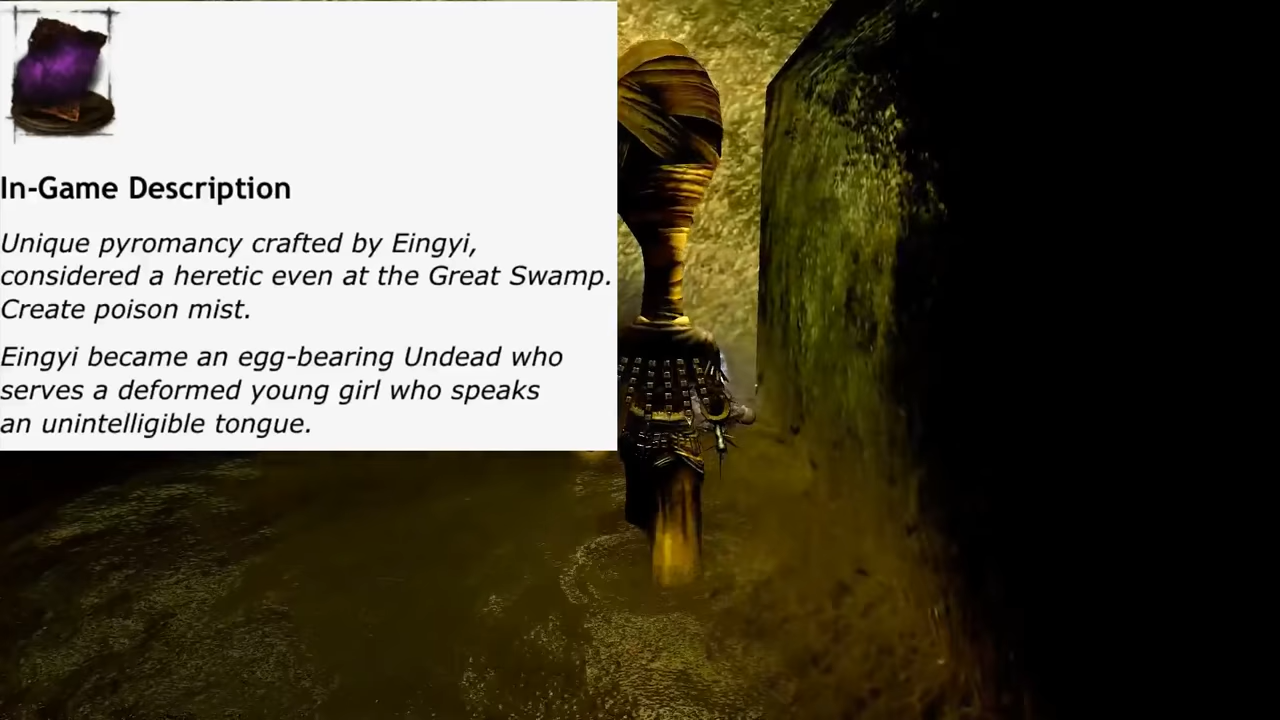 In-Game Description
Unique pyromancy crafted by Eingyi,
considered a heretic even at the Great Swamp.
Create poison mist.
Eingyi became an egg-bearing Undead who
serves a deformed young girl who speaks
an unintelligible tongue.